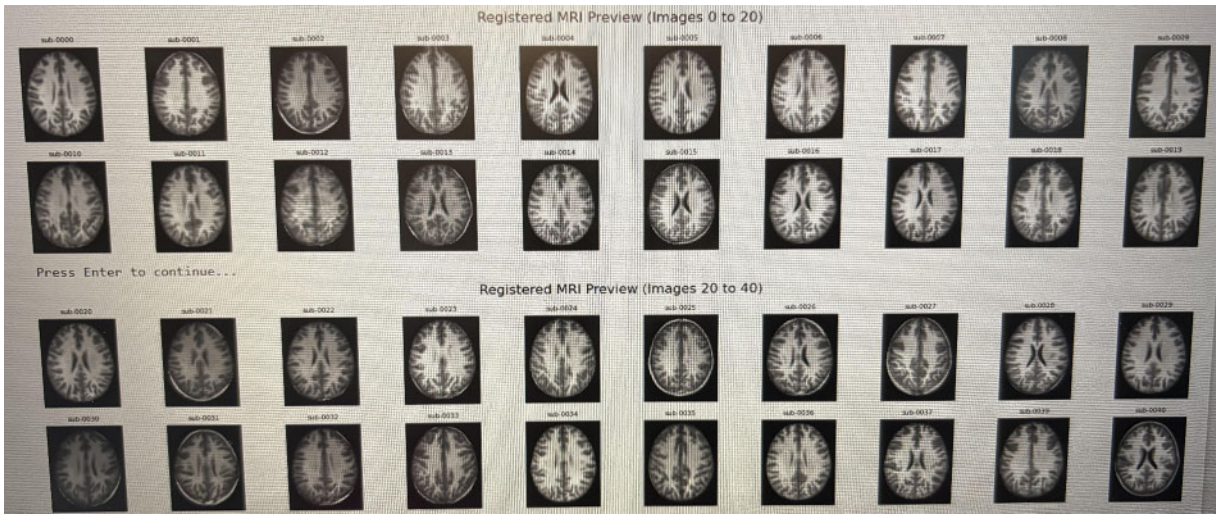 Registered MRI Preview (Images 0 to 20)
sub-0000 sub-0001 sub-0002 sub-0003 sub-0004 sub-0005 sub-0006 sub-0007 sub-0008 sub-0009
sub-0010 sub-0011 sub-0012 sub-0013 sub-0014 sub-0015 sub-0016 sub-0017 sub-0018 sub-0019
Press Enter to continue...
Registered MRI Preview (Images 20 to 40)
sub-0020 sub-0021 sub-0022 sub-0023 sub-0024 sub-0025 sub-0026 sub-0027 sub-0028 sub-0029
sub-0030 sub-0031 sub-0032 sub-0033 sub-0034 sub-0035 sub-0036 sub-0037 sub-0039 sub-0040